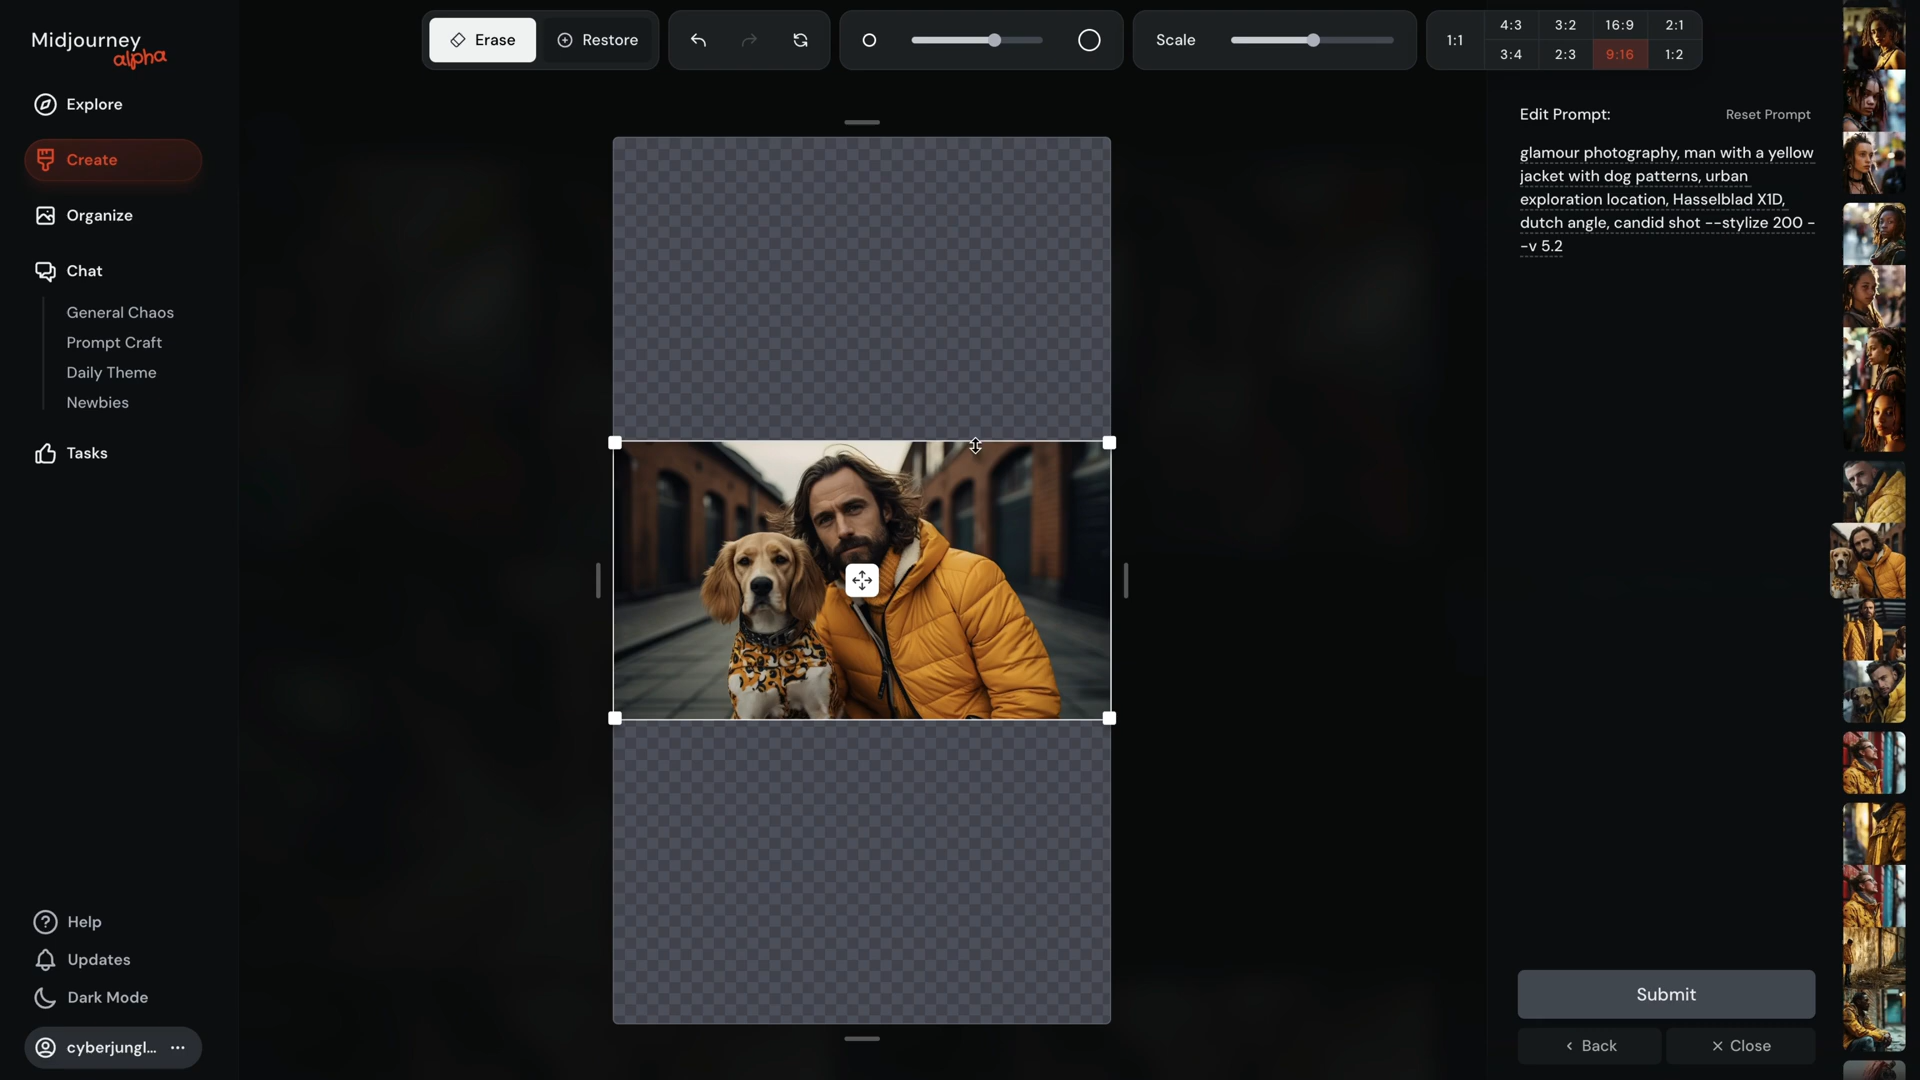 Midjourney
alpha
Explore
Create
Organize
Chat
General Chaos
Prompt Craft
Daily Theme
Newbies
Tasks
Help
Updates
Dark Mode
cyberjungl...
Erase
Restore
Scale
1:1
4:3 3:2 16:9 2:1
3:4 2:3 9:16 1:2
Edit Prompt:
Reset Prompt
glamour photography, man with a yellow
jacket with dog patterns, urban
exploration location, Hasselblad X1D,
dutch angle, candid shot --stylize 200 -
-v 5.2
Submit
Back
Close